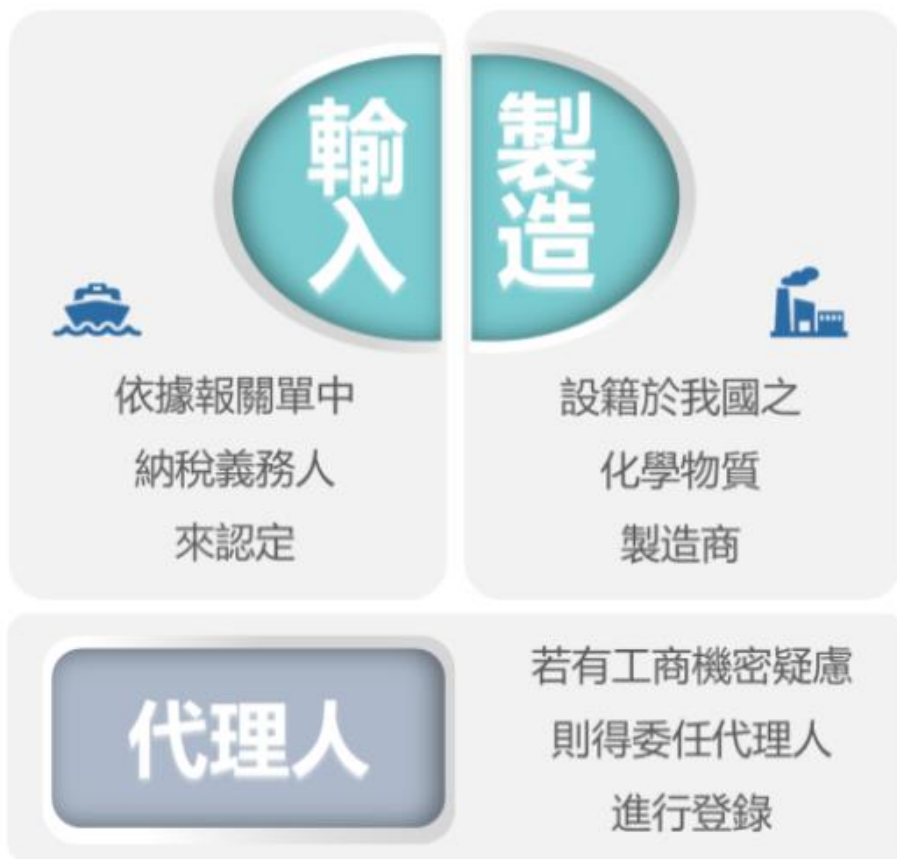 輸入
依據報關單中
納稅義務人
來認定
製造
設籍於我國之
化學物質
製造商
代理人
若有工商機密疑慮
則得委任代理人
進行登錄